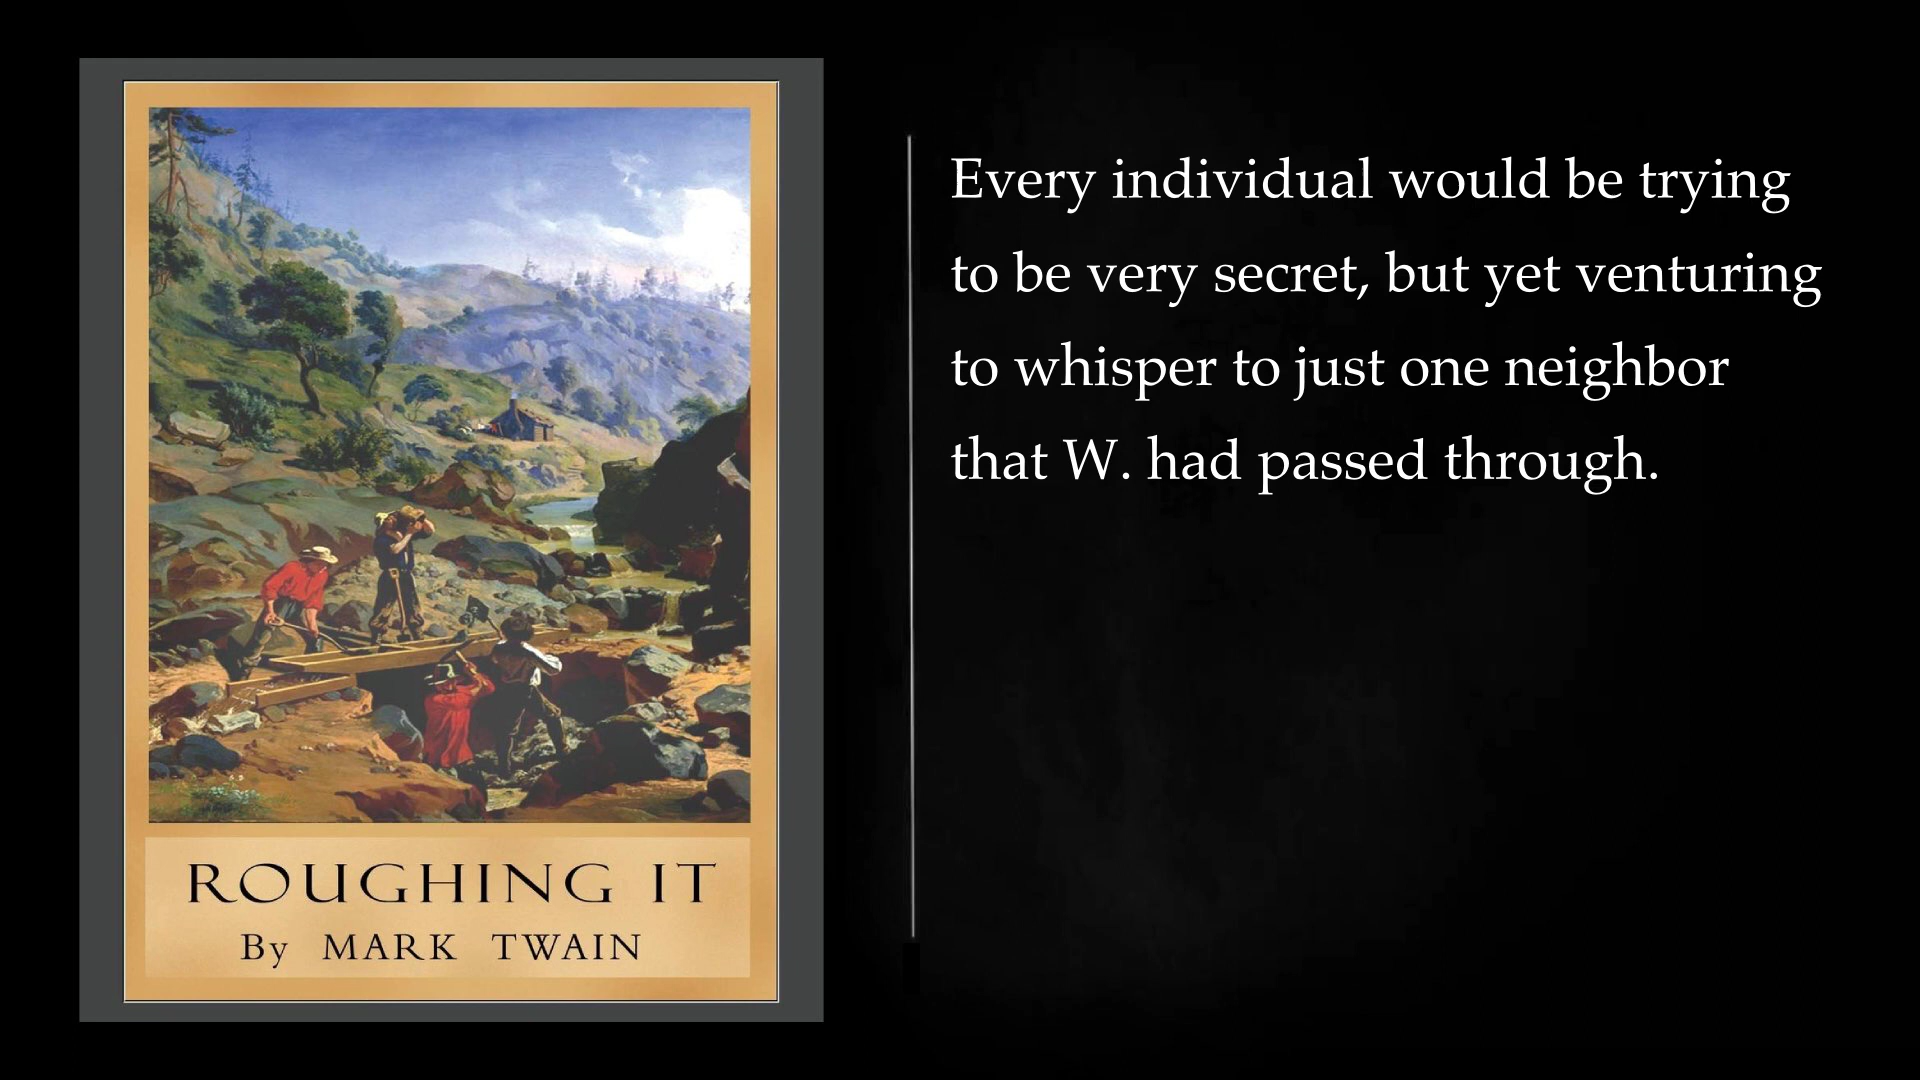 ROUGHING IT
By MARK TWAIN
Every individual would be trying
to be very secret, but yet venturing
to whisper to just one neighbor
that W. had passed through.